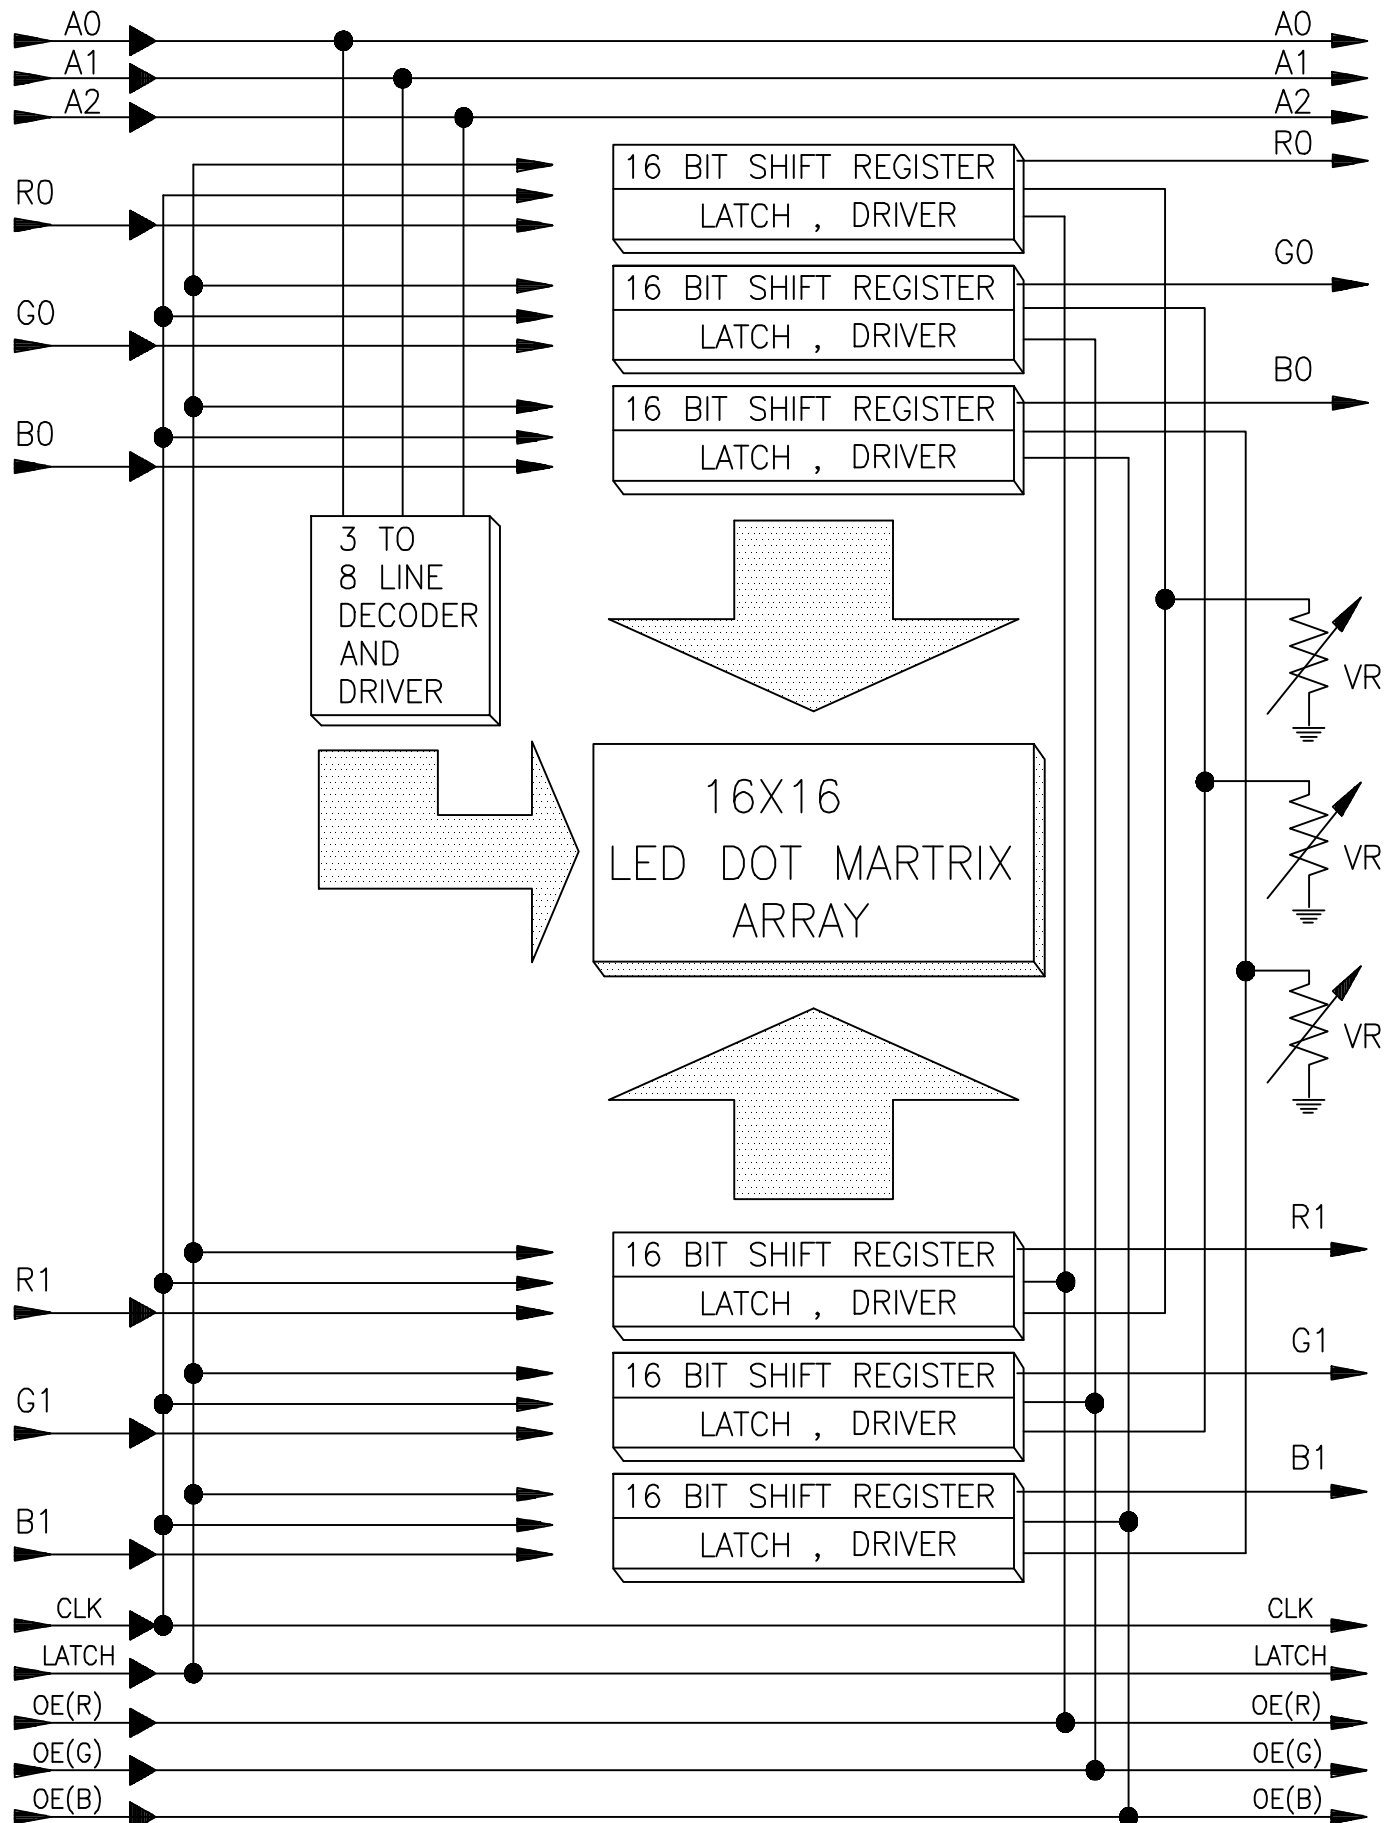 A0 A0
A1 A1
A2 A2
R0
16 BIT SHIFT REGISTER
R0
LATCH , DRIVER
G0
16 BIT SHIFT REGISTER
G0
LATCH , DRIVER
B0
16 BIT SHIFT REGISTER
B0
LATCH , DRIVER
3 TO
8 LINE
DECODER
AND
DRIVER
VR
16X16
LED DOT MARTRIX
ARRAY
VR
VR
R1
16 BIT SHIFT REGISTER
R1
LATCH , DRIVER
G1
16 BIT SHIFT REGISTER
G1
LATCH , DRIVER
B1
16 BIT SHIFT REGISTER
B1
LATCH , DRIVER
CLK CLK
LATCH LATCH
OE(R) OE(R)
OE(G) OE(G)
OE(B) OE(B)